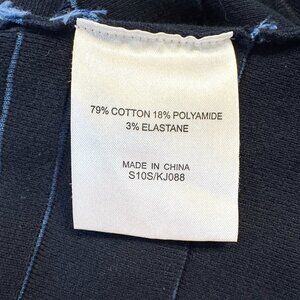 79% COTTON 18% POLYAMIDE
3% ELASTANE
MADE IN CHINA
S10S/KJ088